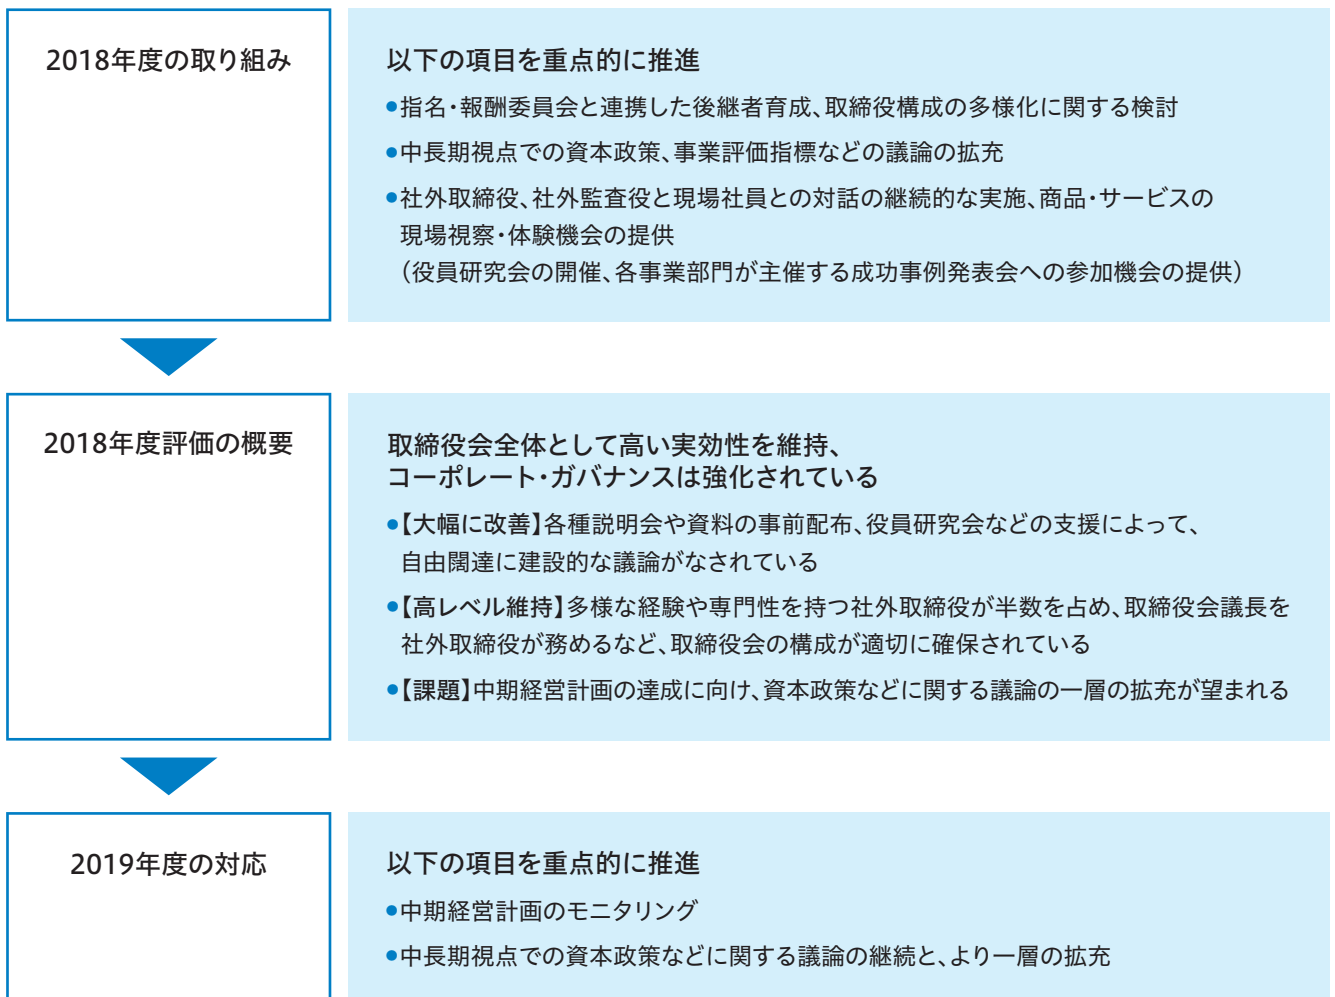 2018年度の取り組み
以下の項目を重点的に推進
●指名・報酬委員会と連携した後継者育成、取締役構成の多様化に関する検討
●中長期視点での資本政策、事業評価指標などの議論の拡充
●社外取締役、社外監査役と現場社員との対話の継続的な実施、商品・サービスの
現場視察・体験機会の提供
（役員研究会の開催、各事業部門が主催する成功事例発表会への参加機会の提供）
2018年度評価の概要
取締役会全体として高い実効性を維持、
コーポレート・ガバナンスは強化されている
●【大幅に改善】各種説明会や資料の事前配布、役員研究会などの支援によって、
自由闊達に建設的な議論がなされている
●【高レベル維持】多様な経験や専門性を持つ社外取締役が半数を占め、取締役会議長を
社外取締役が務めるなど、取締役会の構成が適切に確保されている
●【課題】中期経営計画の達成に向け、資本政策などに関する議論の一層の拡充が望まれる
2019年度の対応
以下の項目を重点的に推進
●中期経営計画のモニタリング
●中長期視点での資本政策などに関する議論の継続と、より一層の拡充